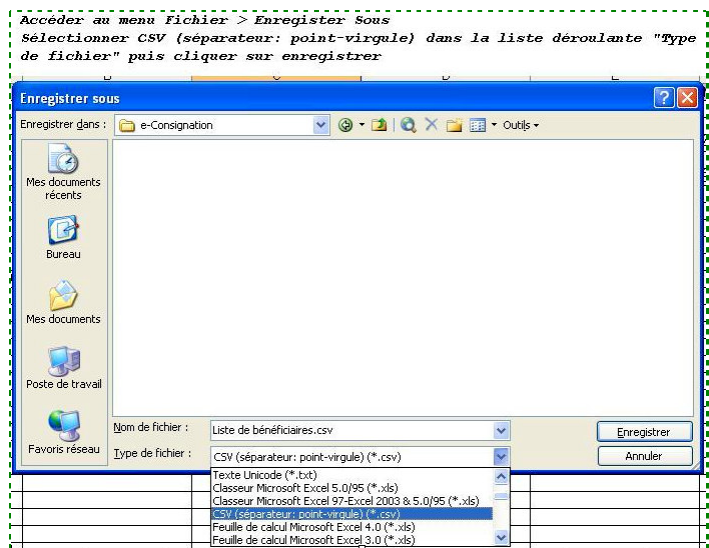 Accéder au menu Fichier > Enregister Sous
Sélectionner CSV (séparateur: point-virgule) dans la liste déroulante "Type
de fichier" puis cliquer sur enregistrer
Enregistrer sous
Enregistrer dans :
e-Consignation
Outils
Mes documents
récents
Bureau
Mes documents
Poste de travail
Favoris réseau
Nom de fichier :
Liste de bénéficiaires.csv
Enregistrer
Type de fichier :
CSV (séparateur: point-virgule) (*.csv)
Annuler
Texte Unicode (*.txt)
Classeur Microsoft Excel 5.0/95 (*.xls)
Classeur Microsoft Excel 97-Excel 2003 & 5.0/95 (*.xls)
CSV (séparateur: point-virgule) (*.csv)
Feuille de calcul Microsoft Excel 4.0 (*.xls)
Feuille de calcul Microsoft Excel 3.0 (*.xls)